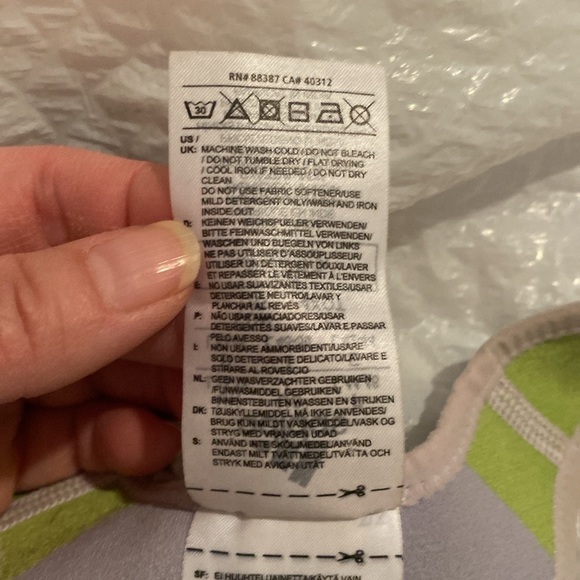 RN# 88387 CA# 40312
30
US /
UK: MACHINE WASH COLD / DO NOT BLEACH
/ DO NOT TUMBLE DRY / FLAT DRYING
/ COOL IRON IF NEEDED / DO NOT DRY
CLEAN
DO NOT USE FABRIC SOFTENER/USE
MILD DETERGENT ONLY/WASH AND IRON
INSIDE OUT
D: KEINEN WEICHSPUELER VERWENDEN/
BITTE FEINWASCHMITTEL VERWENDEN/
WASCHEN UND BUEGELN VON LINKS
NE PAS UTILISER D'ASSOUPLISSEUR/
UTILISER UN DÉTERGENT DOUX/LAVER
ET REPASSER LE VÊTEMENT À L'ENVERS
E: NO USAR SUAVIZANTES TEXTILES/USAR
DETERGENTE NEUTRO/LAVAR Y
PLANCHAR AL REVÉS
P: NÃO USAR AMACIADORES/USAR
DETERGENTES SUAVES/LAVAR E PASSAR
PELO AVESSO
I: NON USARE AMMORBIDENTI/USARE
SOLO DETERGENTE DELICATO/LAVARE E
STIRARE AL ROVESCIO
NL: GEEN WASVERZACHTER GEBRUIKEN
/FIJNWASMIDDEL GEBRUIKEN/
BINNENSTEBUITEN WASSEN EN STRIJKEN
DK: TØJSKYLLEMIDDEL MÅ IKKE ANVENDES/
BRUG KUN MILDT VASKEMIDDEL/VASK OG
STRYG MED VRANGEN UDAD
S: ANVÄND INTE SKÖLJMEDEL/ANVÄND
ENDAST MILT TVÄTTMEDEL/TVÄTTA OCH
STRYK MED AVIGAN UTÅT
SF: EI HUUHTELUAINETTA/KÄYTÄ VAIN